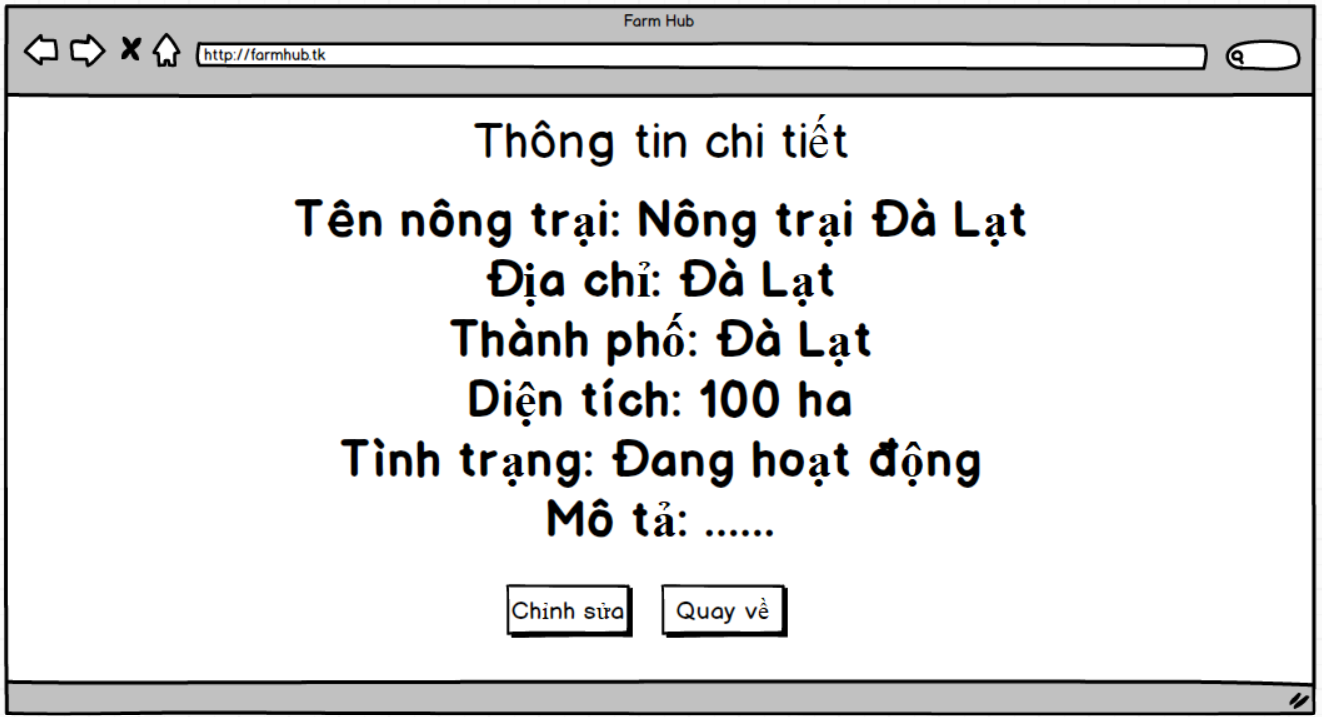 Farm Hub
http://farmhub.tk
Thông tin chi tiết
Tên nông trại: Nông trại Đà Lạt
Địa chỉ: Đà Lạt
Thành phố: Đà Lạt
Diện tích: 100 ha
Tình trạng: Đang hoạt động
Mô tả: ......
Chỉnh sửa
Quay về